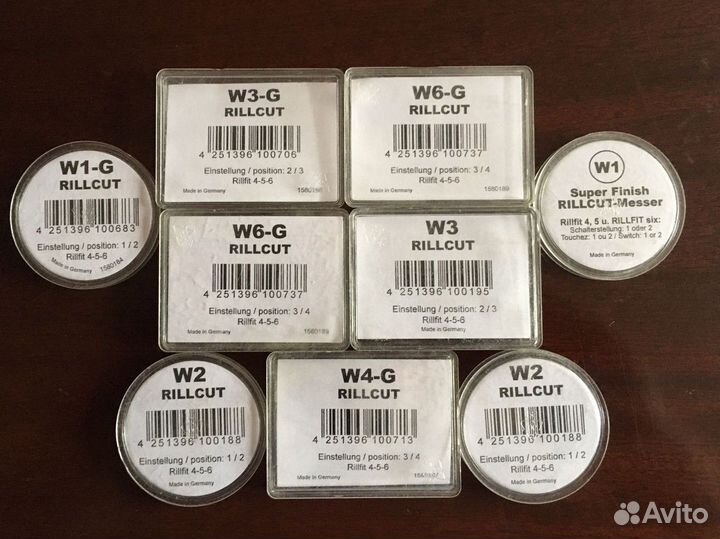 W3-G
RILLCUT
4 251396 100706
Einstellung / position: 2 / 3
Rillfit 4-5-6
Made in Germany 1580186
W6-G
RILLCUT
4 251396 100737
Einstellung / position: 3 / 4
Rillfit 4-5-6
Made in Germany 1580189
W1-G
RILLCUT
4 251396 100683
Einstellung / position: 1 / 2
Rillfit 4-5-6
Made in Germany 1580184
W6-G
RILLCUT
4 251396 100737
Einstellung / position: 3 / 4
Rillfit 4-5-6
Made in Germany 1580189
W3
RILLCUT
4 251396 100195
Einstellung / position: 2 / 3
Rillfit 4-5-6
Made in Germany
W1
Super Finish
RILLCUT-Messer
Rillfit 4, 5 u. RILLFIT six:
Schalterstellung: 1 oder 2
Touchez: 1 ou 2 / Switch: 1 or 2
Made in Germany
W2
RILLCUT
4 251396 100188
Einstellung / position: 1 / 2
Rillfit 4-5-6
Made in Germany
W4-G
RILLCUT
4 251396 100713
Einstellung / position: 3 / 4
Rillfit 4-5-6
Made in Germany
W2
RILLCUT
4 251396 100188
Einstellung / position: 1 / 2
Rillfit 4-5-6
Made in Germany
Avito